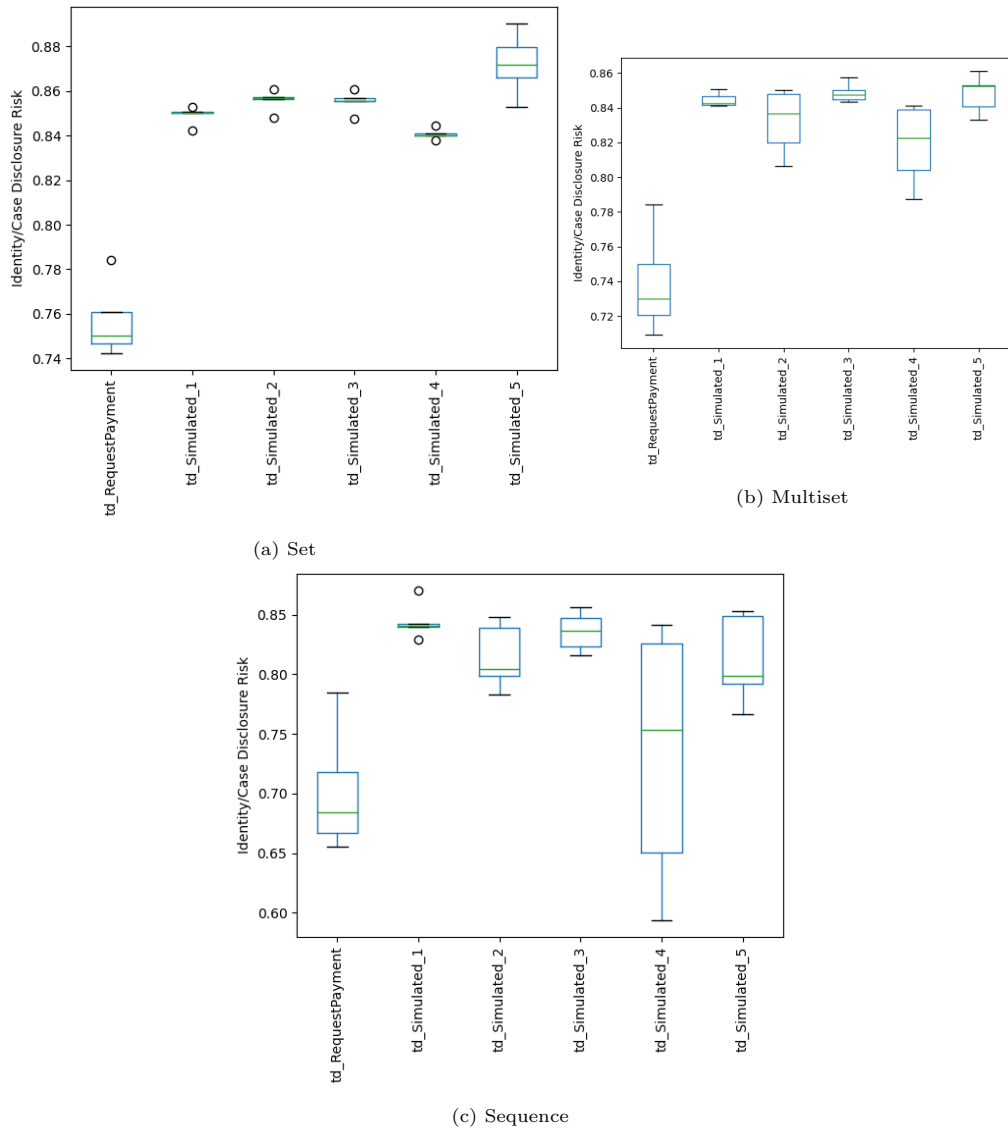 Identity/Case Disclosure Risk
0.88
0.86
0.84
0.82
0.80
0.78
0.76
0.74
td_RequestPayment
td_Simulated_1
td_Simulated_2
td_Simulated_3
td_Simulated_4
td_Simulated_5
(a) Set
Identity/Case Disclosure Risk
0.86
0.84
0.82
0.80
0.78
0.76
0.74
0.72
td_RequestPayment
td_Simulated_1
td_Simulated_2
td_Simulated_3
td_Simulated_4
td_Simulated_5
(b) Multiset
Identity/Case Disclosure Risk
0.85
0.80
0.75
0.70
0.65
0.60
td_RequestPayment
td_Simulated_1
td_Simulated_2
td_Simulated_3
td_Simulated_4
td_Simulated_5
(c) Sequence